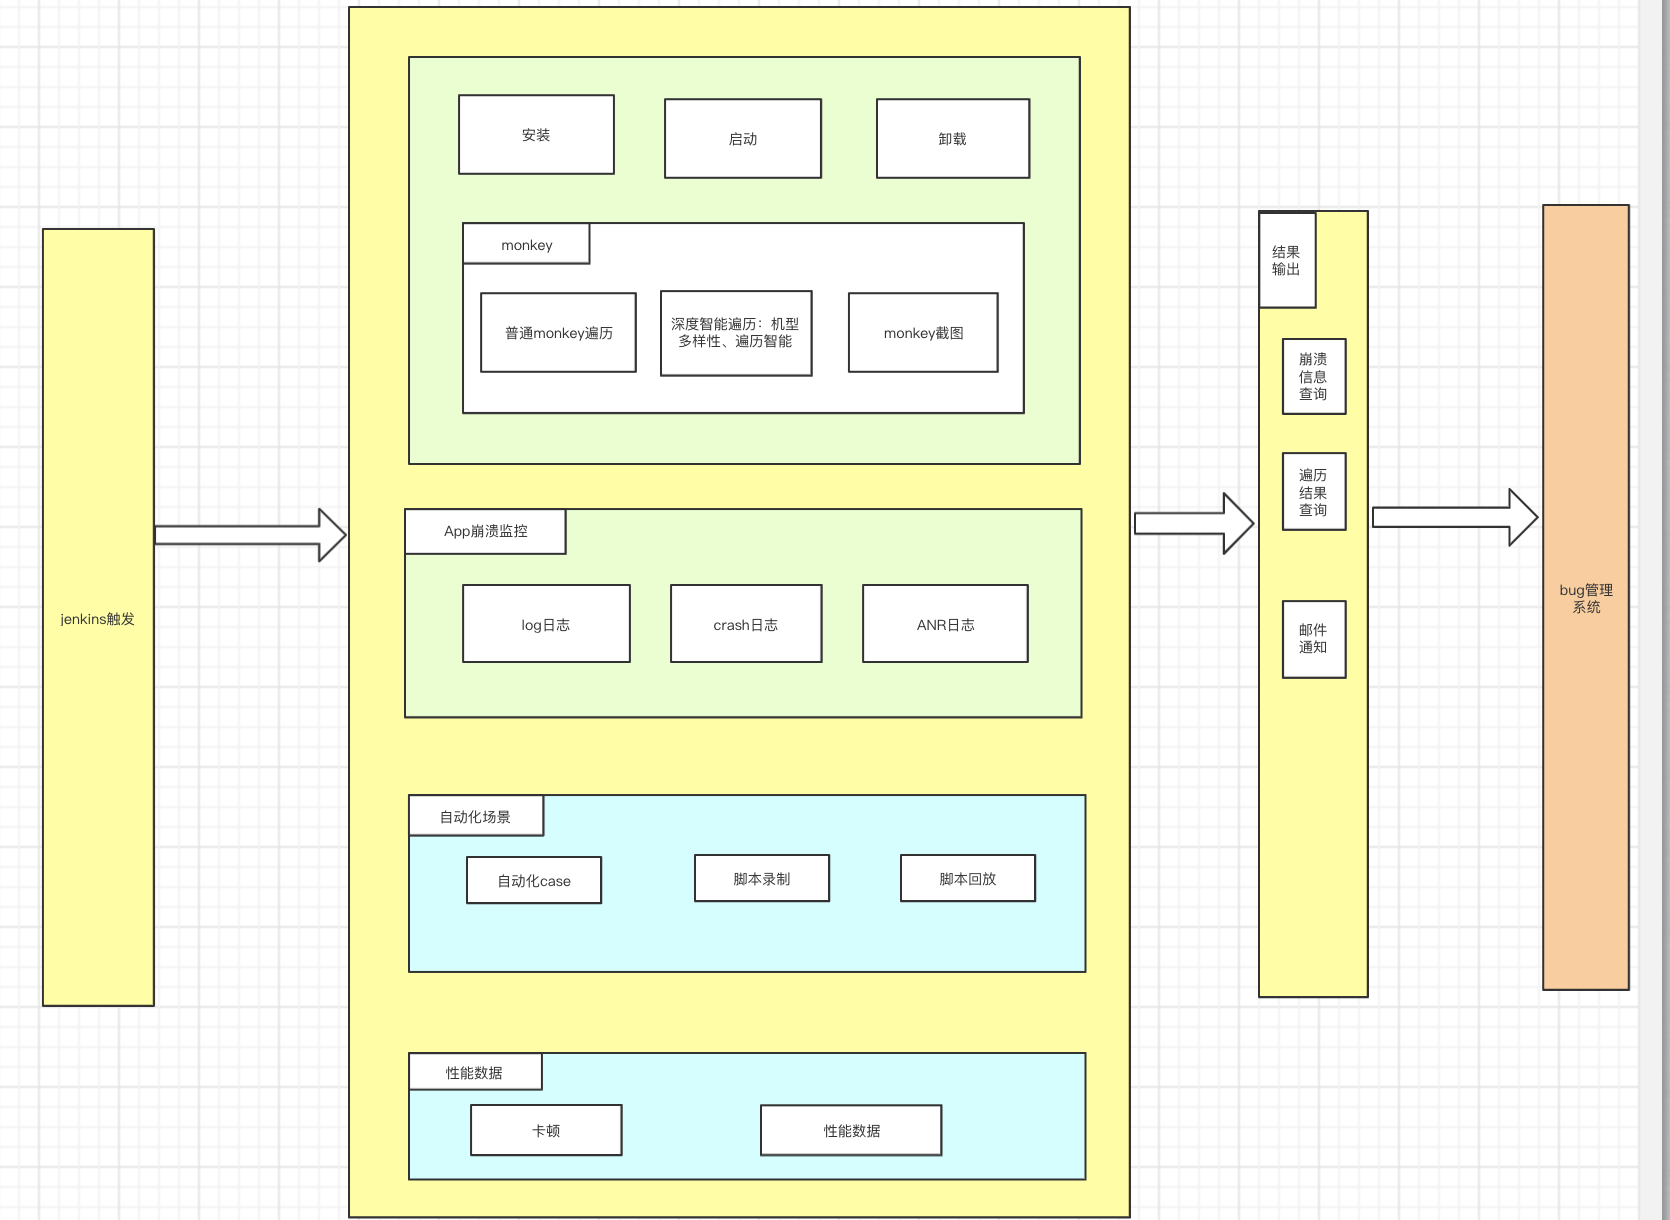 jenkins触发
安装
启动
卸载
monkey
普通monkey遍历
深度智能遍历：机型
多样性、遍历智能
monkey截图
App崩溃监控
log日志
crash日志
ANR日志
自动化场景
自动化case
脚本录制
脚本回放
性能数据
卡顿
性能数据
结果
输出
崩溃
信息
查询
遍历
结果
查询
邮件
通知
bug管理
系统